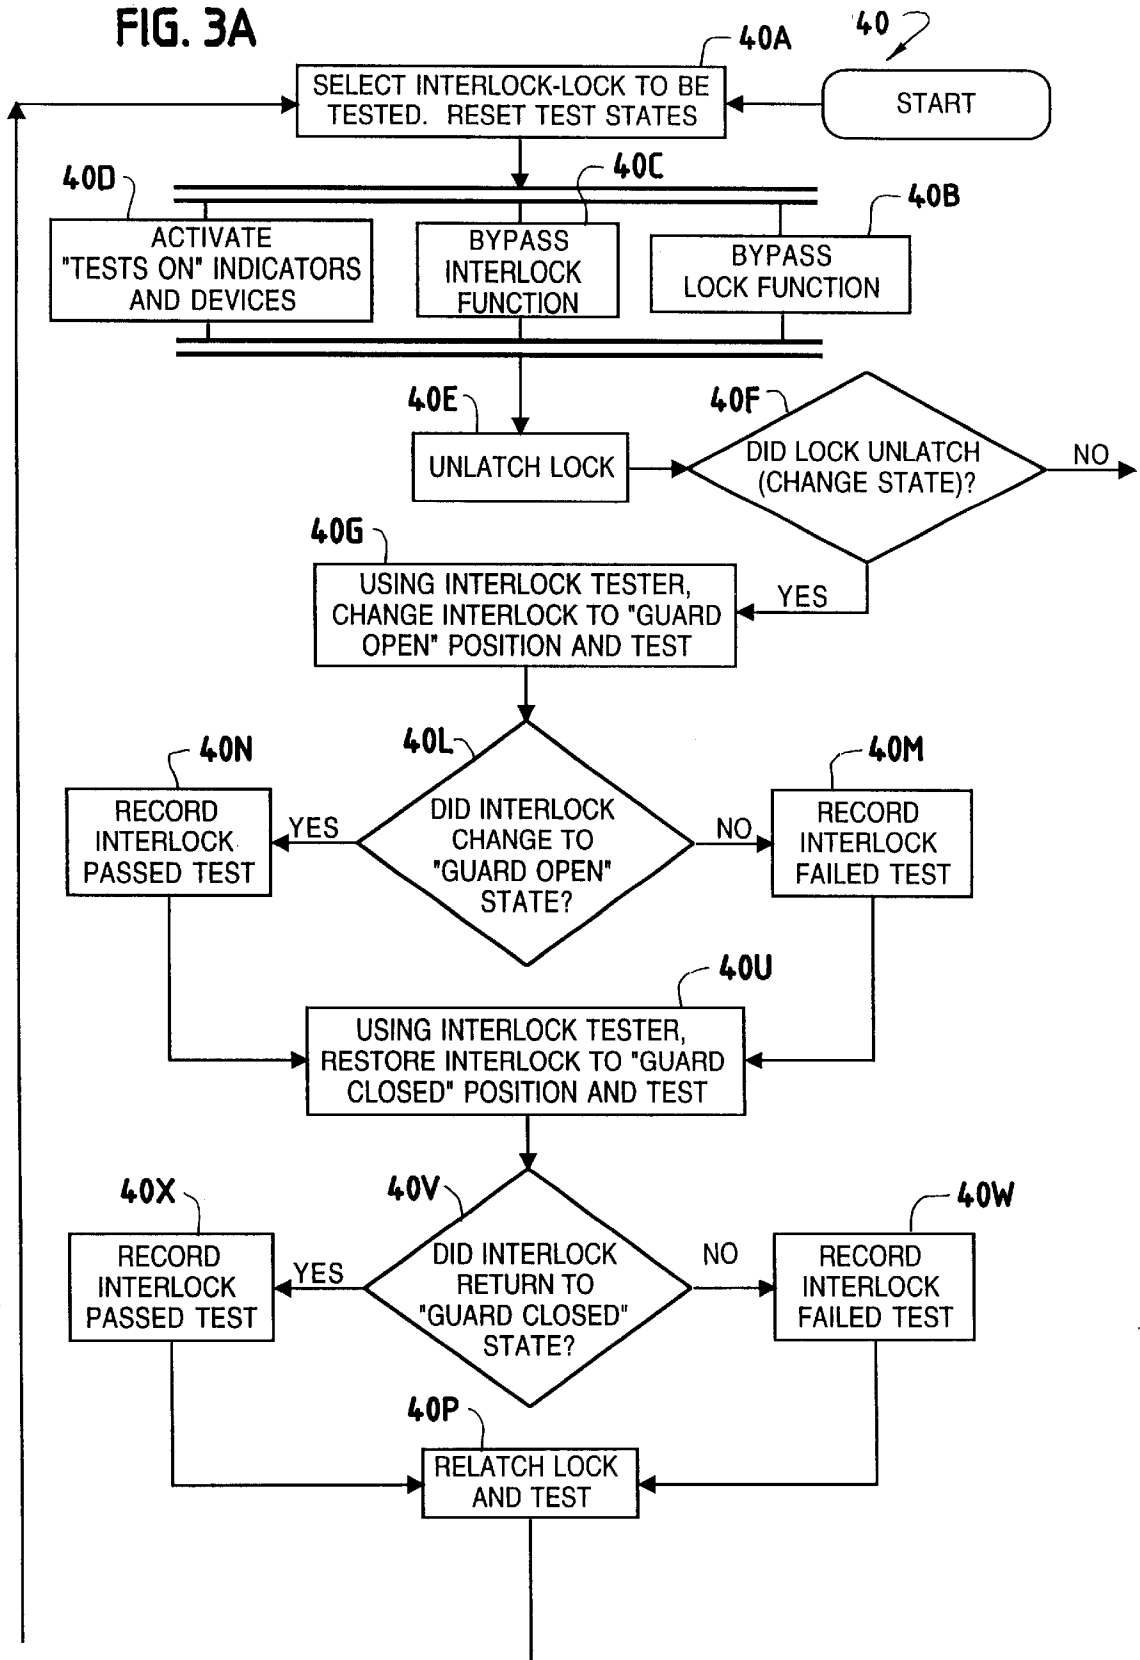 FIG. 3A
40
40A
SELECT INTERLOCK-LOCK TO BE
TESTED. RESET TEST STATES
START
40D
40C
40B
ACTIVATE
"TESTS ON" INDICATORS
AND DEVICES
BYPASS
INTERLOCK
FUNCTION
BYPASS
LOCK FUNCTION
40E
UNLATCH LOCK
40F
DID LOCK UNLATCH
(CHANGE STATE)?
NO
YES
40G
USING INTERLOCK TESTER,
CHANGE INTERLOCK TO "GUARD
OPEN" POSITION AND TEST
40N
40L
40M
RECORD
INTERLOCK
PASSED TEST
YES
DID INTERLOCK
CHANGE TO
"GUARD OPEN"
STATE?
NO
RECORD
INTERLOCK
FAILED TEST
40U
USING INTERLOCK TESTER,
RESTORE INTERLOCK TO "GUARD
CLOSED" POSITION AND TEST
40X
40V
40W
RECORD
INTERLOCK
PASSED TEST
YES
DID INTERLOCK
RETURN TO
"GUARD CLOSED"
STATE?
NO
RECORD
INTERLOCK
FAILED TEST
40P
RELATCH LOCK
AND TEST